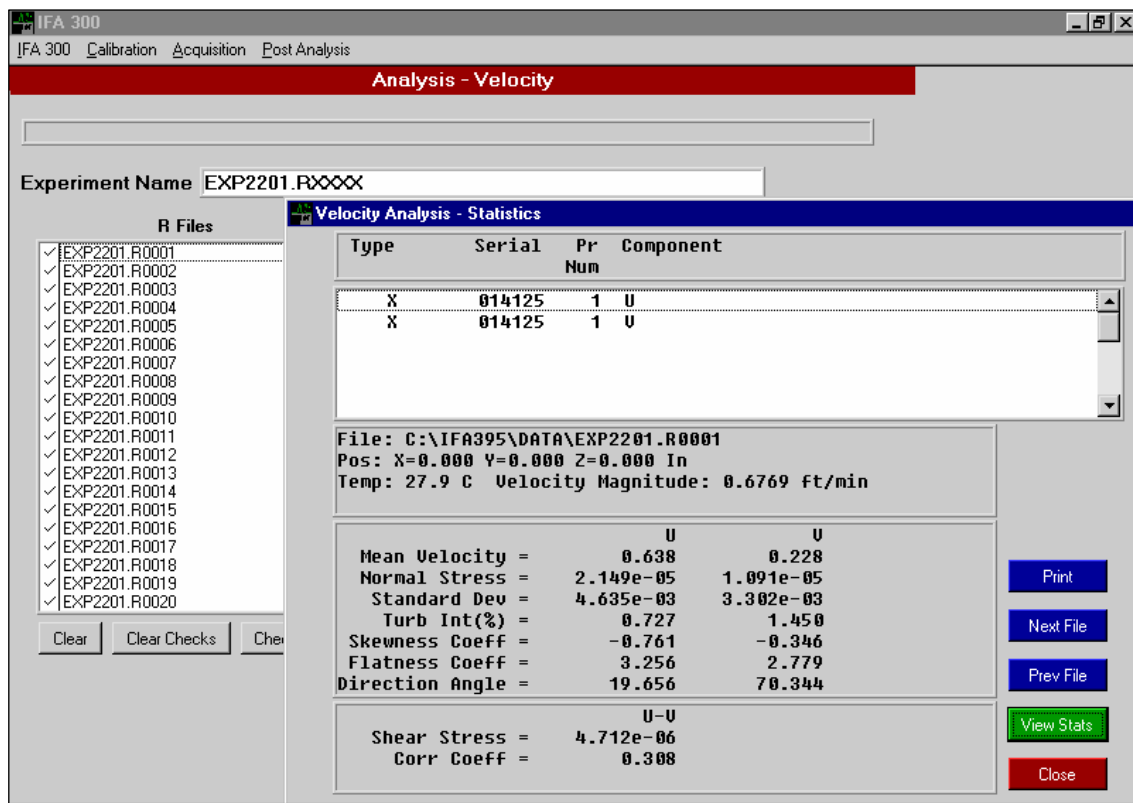 IFA 300
IFA 300 Calibration Acquisition Post Analysis
Analysis - Velocity
Experiment Name EXP2201.RXXXX
R Files
EXP2201.R0001
EXP2201.R0002
EXP2201.R0003
EXP2201.R0004
EXP2201.R0005
EXP2201.R0006
EXP2201.R0007
EXP2201.R0008
EXP2201.R0009
EXP2201.R0010
EXP2201.R0011
EXP2201.R0012
EXP2201.R0013
EXP2201.R0014
EXP2201.R0015
EXP2201.R0016
EXP2201.R0017
EXP2201.R0018
EXP2201.R0019
EXP2201.R0020
Clear Clear Checks
Velocity Analysis - Statistics
Type Serial Pr Component
Num
X 014125 1 U
X 014125 1 V
File: C:\IFA395\DATA\EXP2201.R0001
Pos: X=0.000 Y=0.000 Z=0.000 In
Temp: 27.9 C Velocity Magnitude: 0.6769 ft/min
U V
Mean Velocity = 0.638 0.228
Normal Stress = 2.149e-05 1.091e-05
Standard Dev = 4.635e-03 3.302e-03
Turb Int(%) = 0.727 1.450
Skewness Coeff = -0.761 -0.346
Flatness Coeff = 3.256 2.779
Direction Angle = 19.656 70.344
U-V
Shear Stress = 4.712e-06
Corr Coeff = 0.308
Print
Next File
Prev File
View Stats
Close